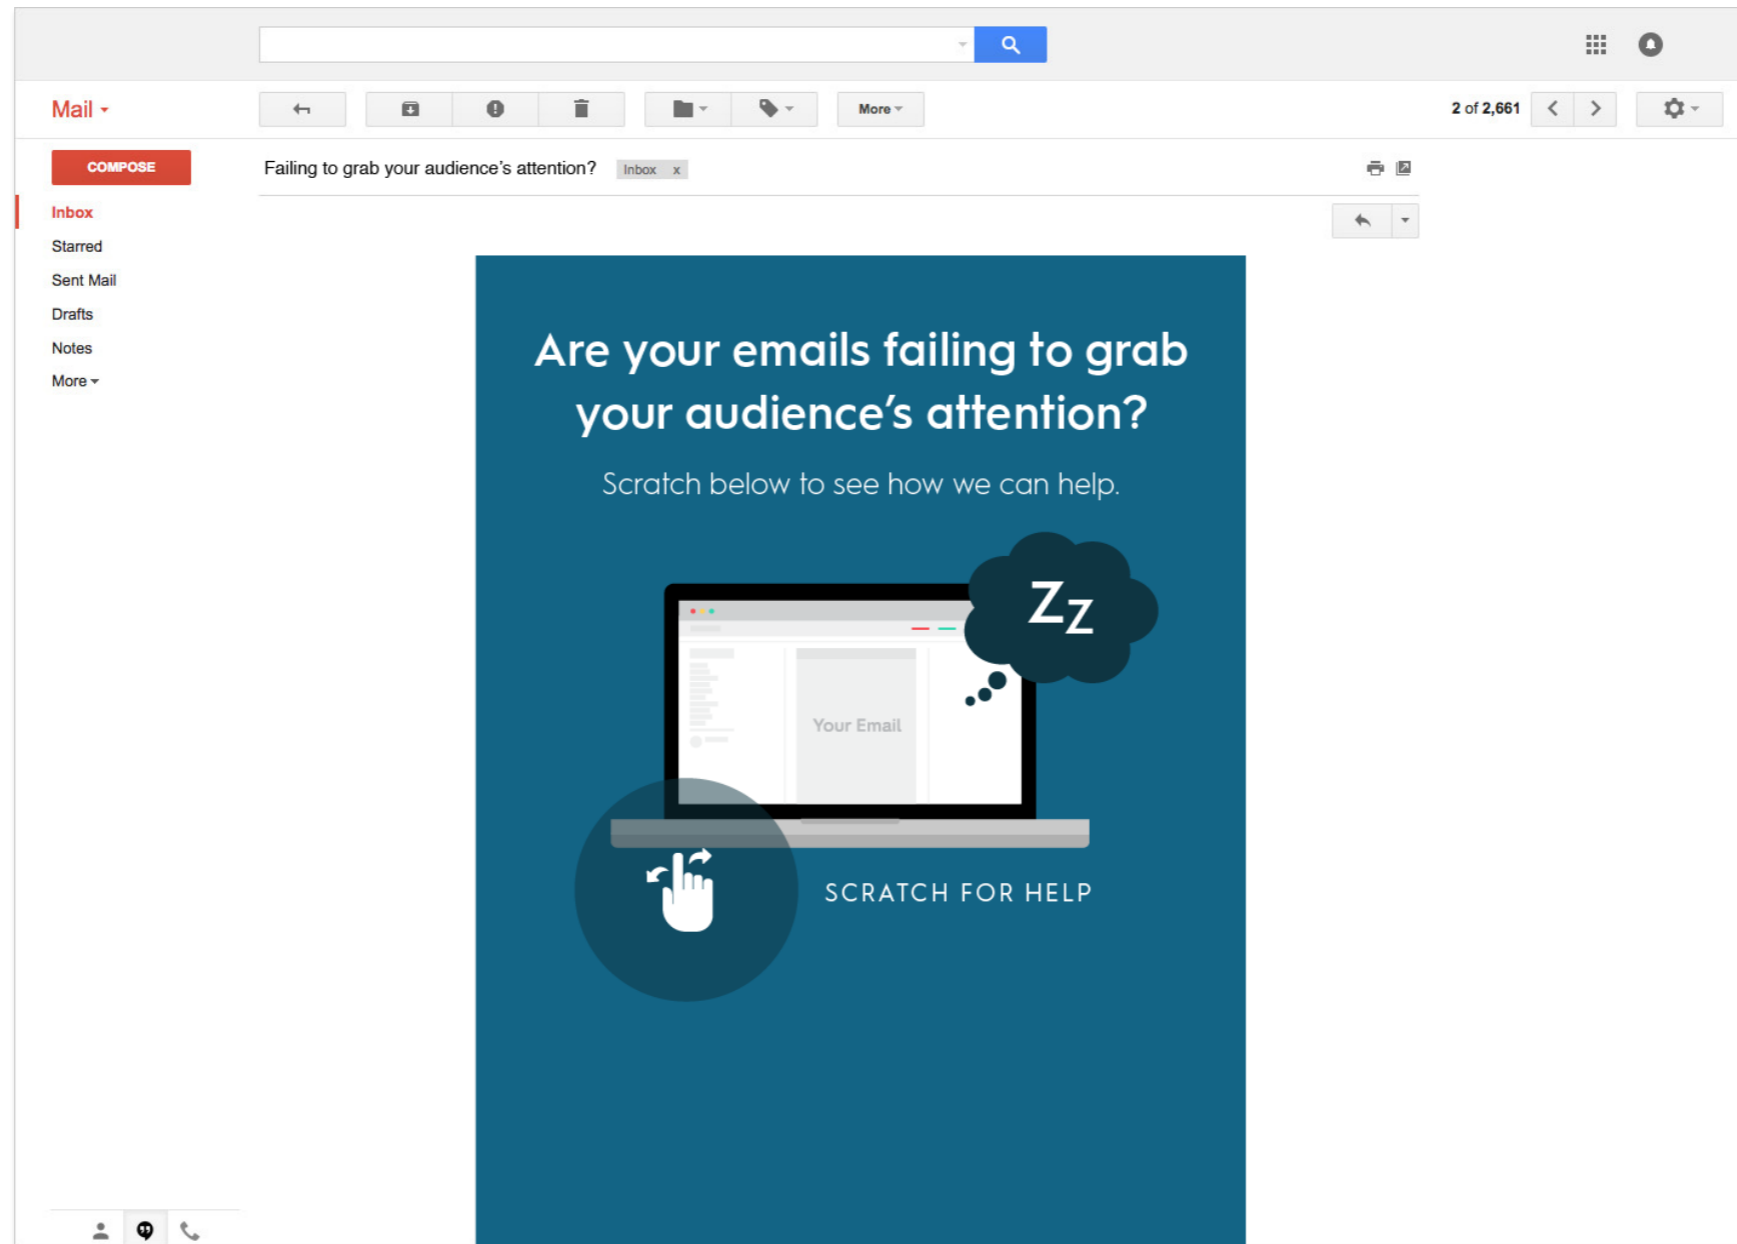 Mail
More
2 of 2,661
COMPOSE
Failing to grab your audience’s attention?
Inbox x
Inbox
Starred
Sent Mail
Drafts
Notes
More
Are your emails failing to grab
your audience’s attention?
Scratch below to see how we can help.
Zz
Your Email
SCRATCH FOR HELP